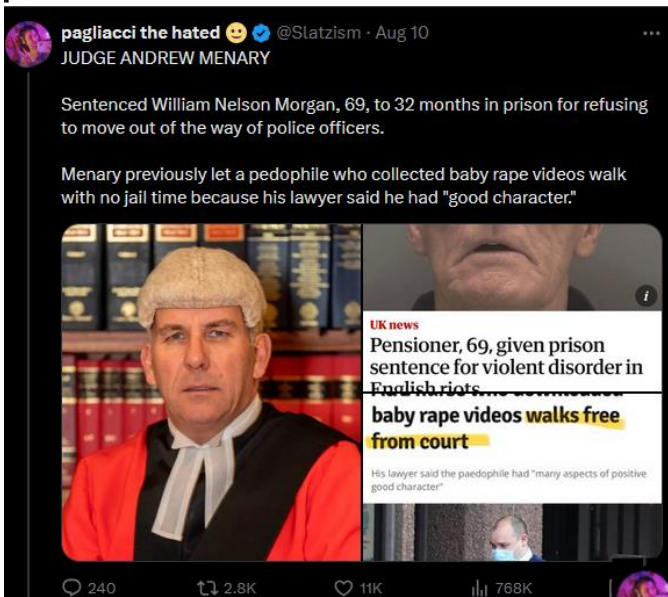 pagliacci the hated 🙂 @Slatzism · Aug 10
JUDGE ANDREW MENARY
Sentenced William Nelson Morgan, 69, to 32 months in prison for refusing
to move out of the way of police officers.
Menary previously let a pedophile who collected baby rape videos walk
with no jail time because his lawyer said he had "good character."
i
UK news
Pensioner, 69, given prison
sentence for violent disorder in
English riots
baby rape videos walks free
from court
His lawyer said the paedophile had "many aspects of positive
good character"
240 2.8K 11K 768K